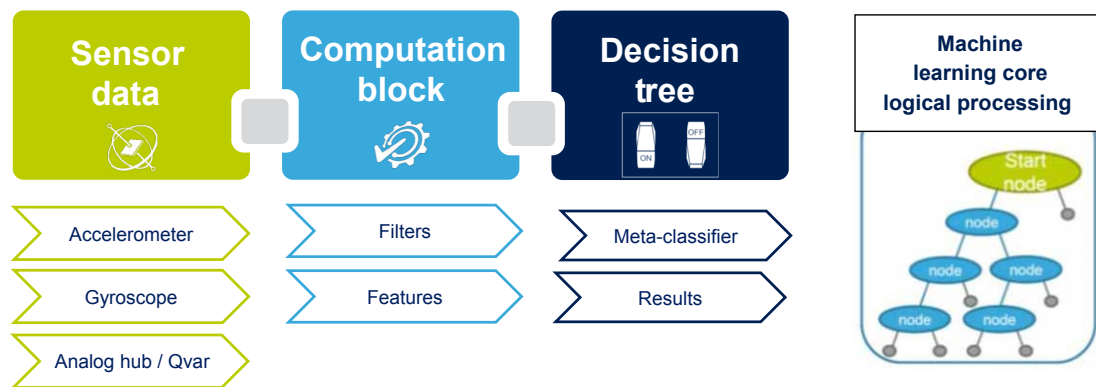 Sensor
data
Computation
block
Decision
tree
ON
OFF
Accelerometer
Gyroscope
Analog hub / Qvar
Filters
Features
Meta-classifier
Results
Machine
learning core
logical processing
Start
node
node
node
node
node
node